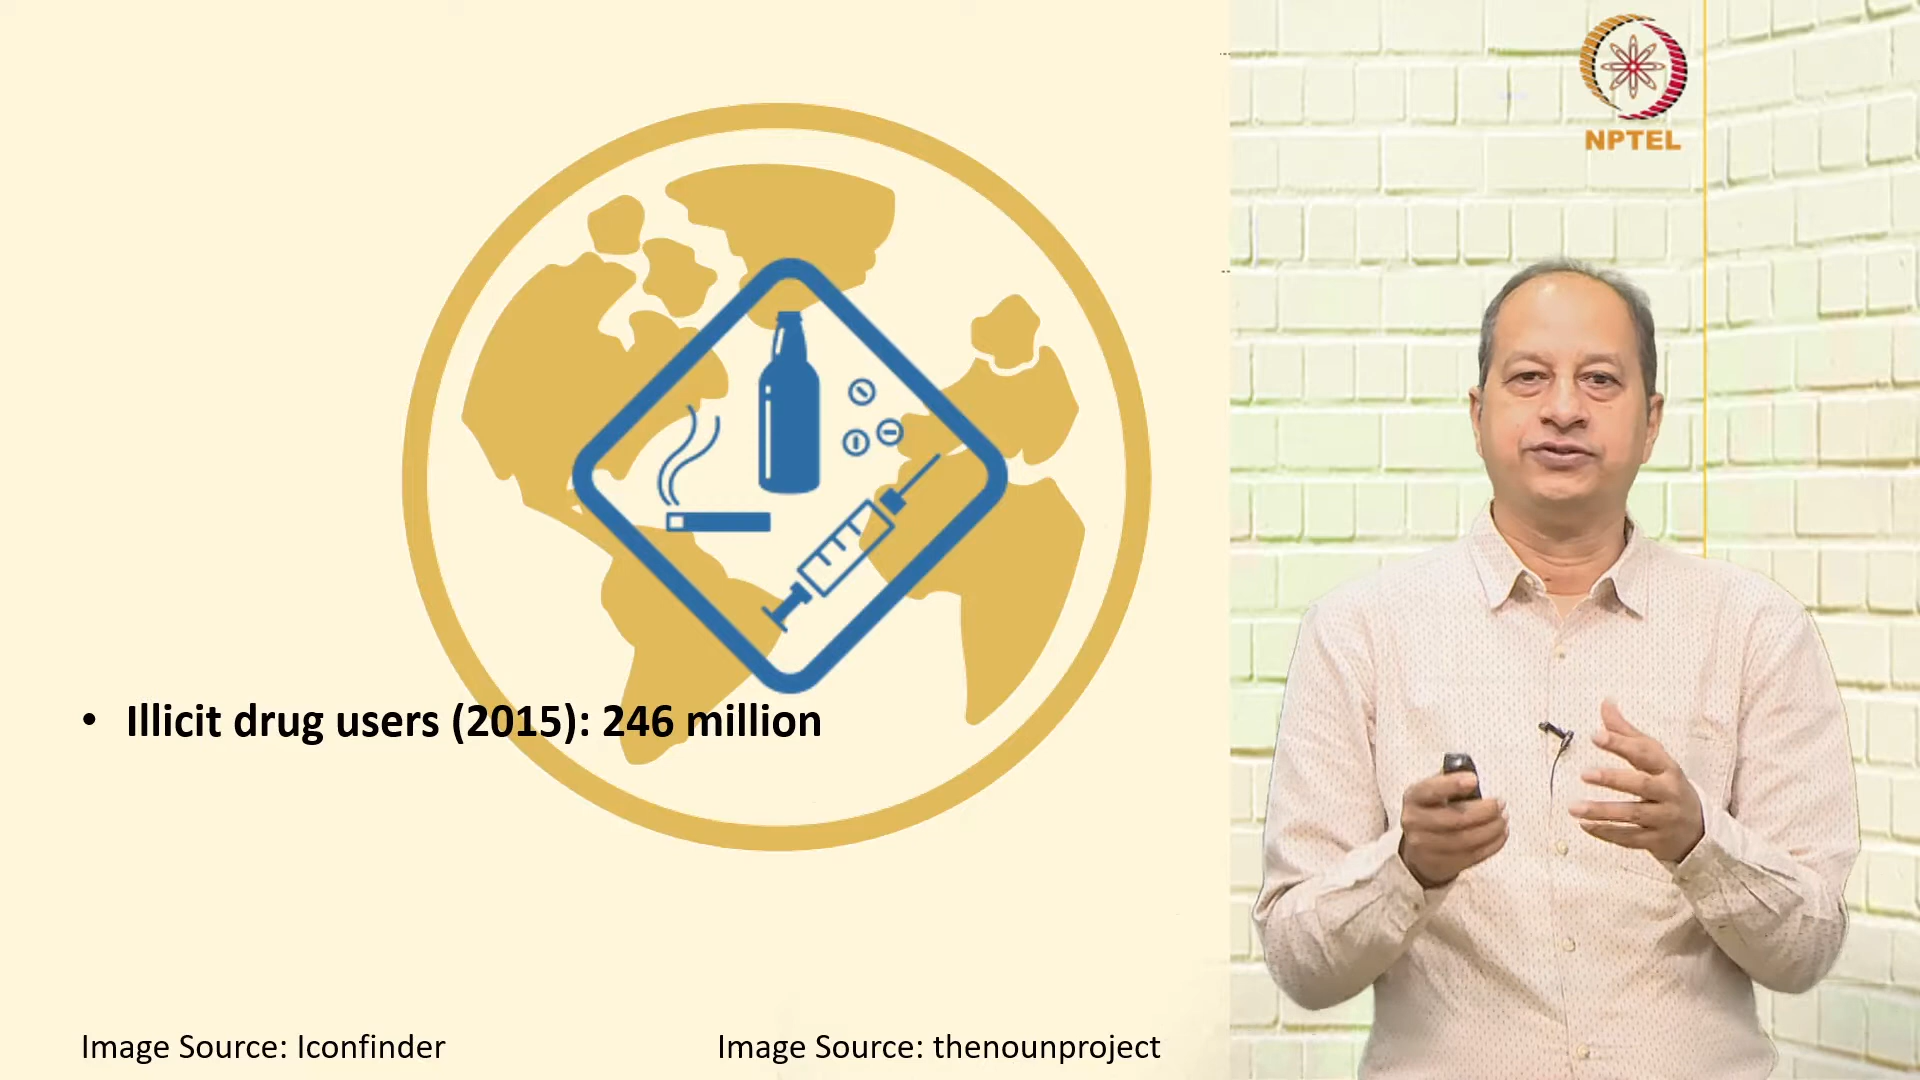 NPTEL
• Illicit drug users (2015): 246 million
Image Source: Iconfinder
Image Source: thenounproject